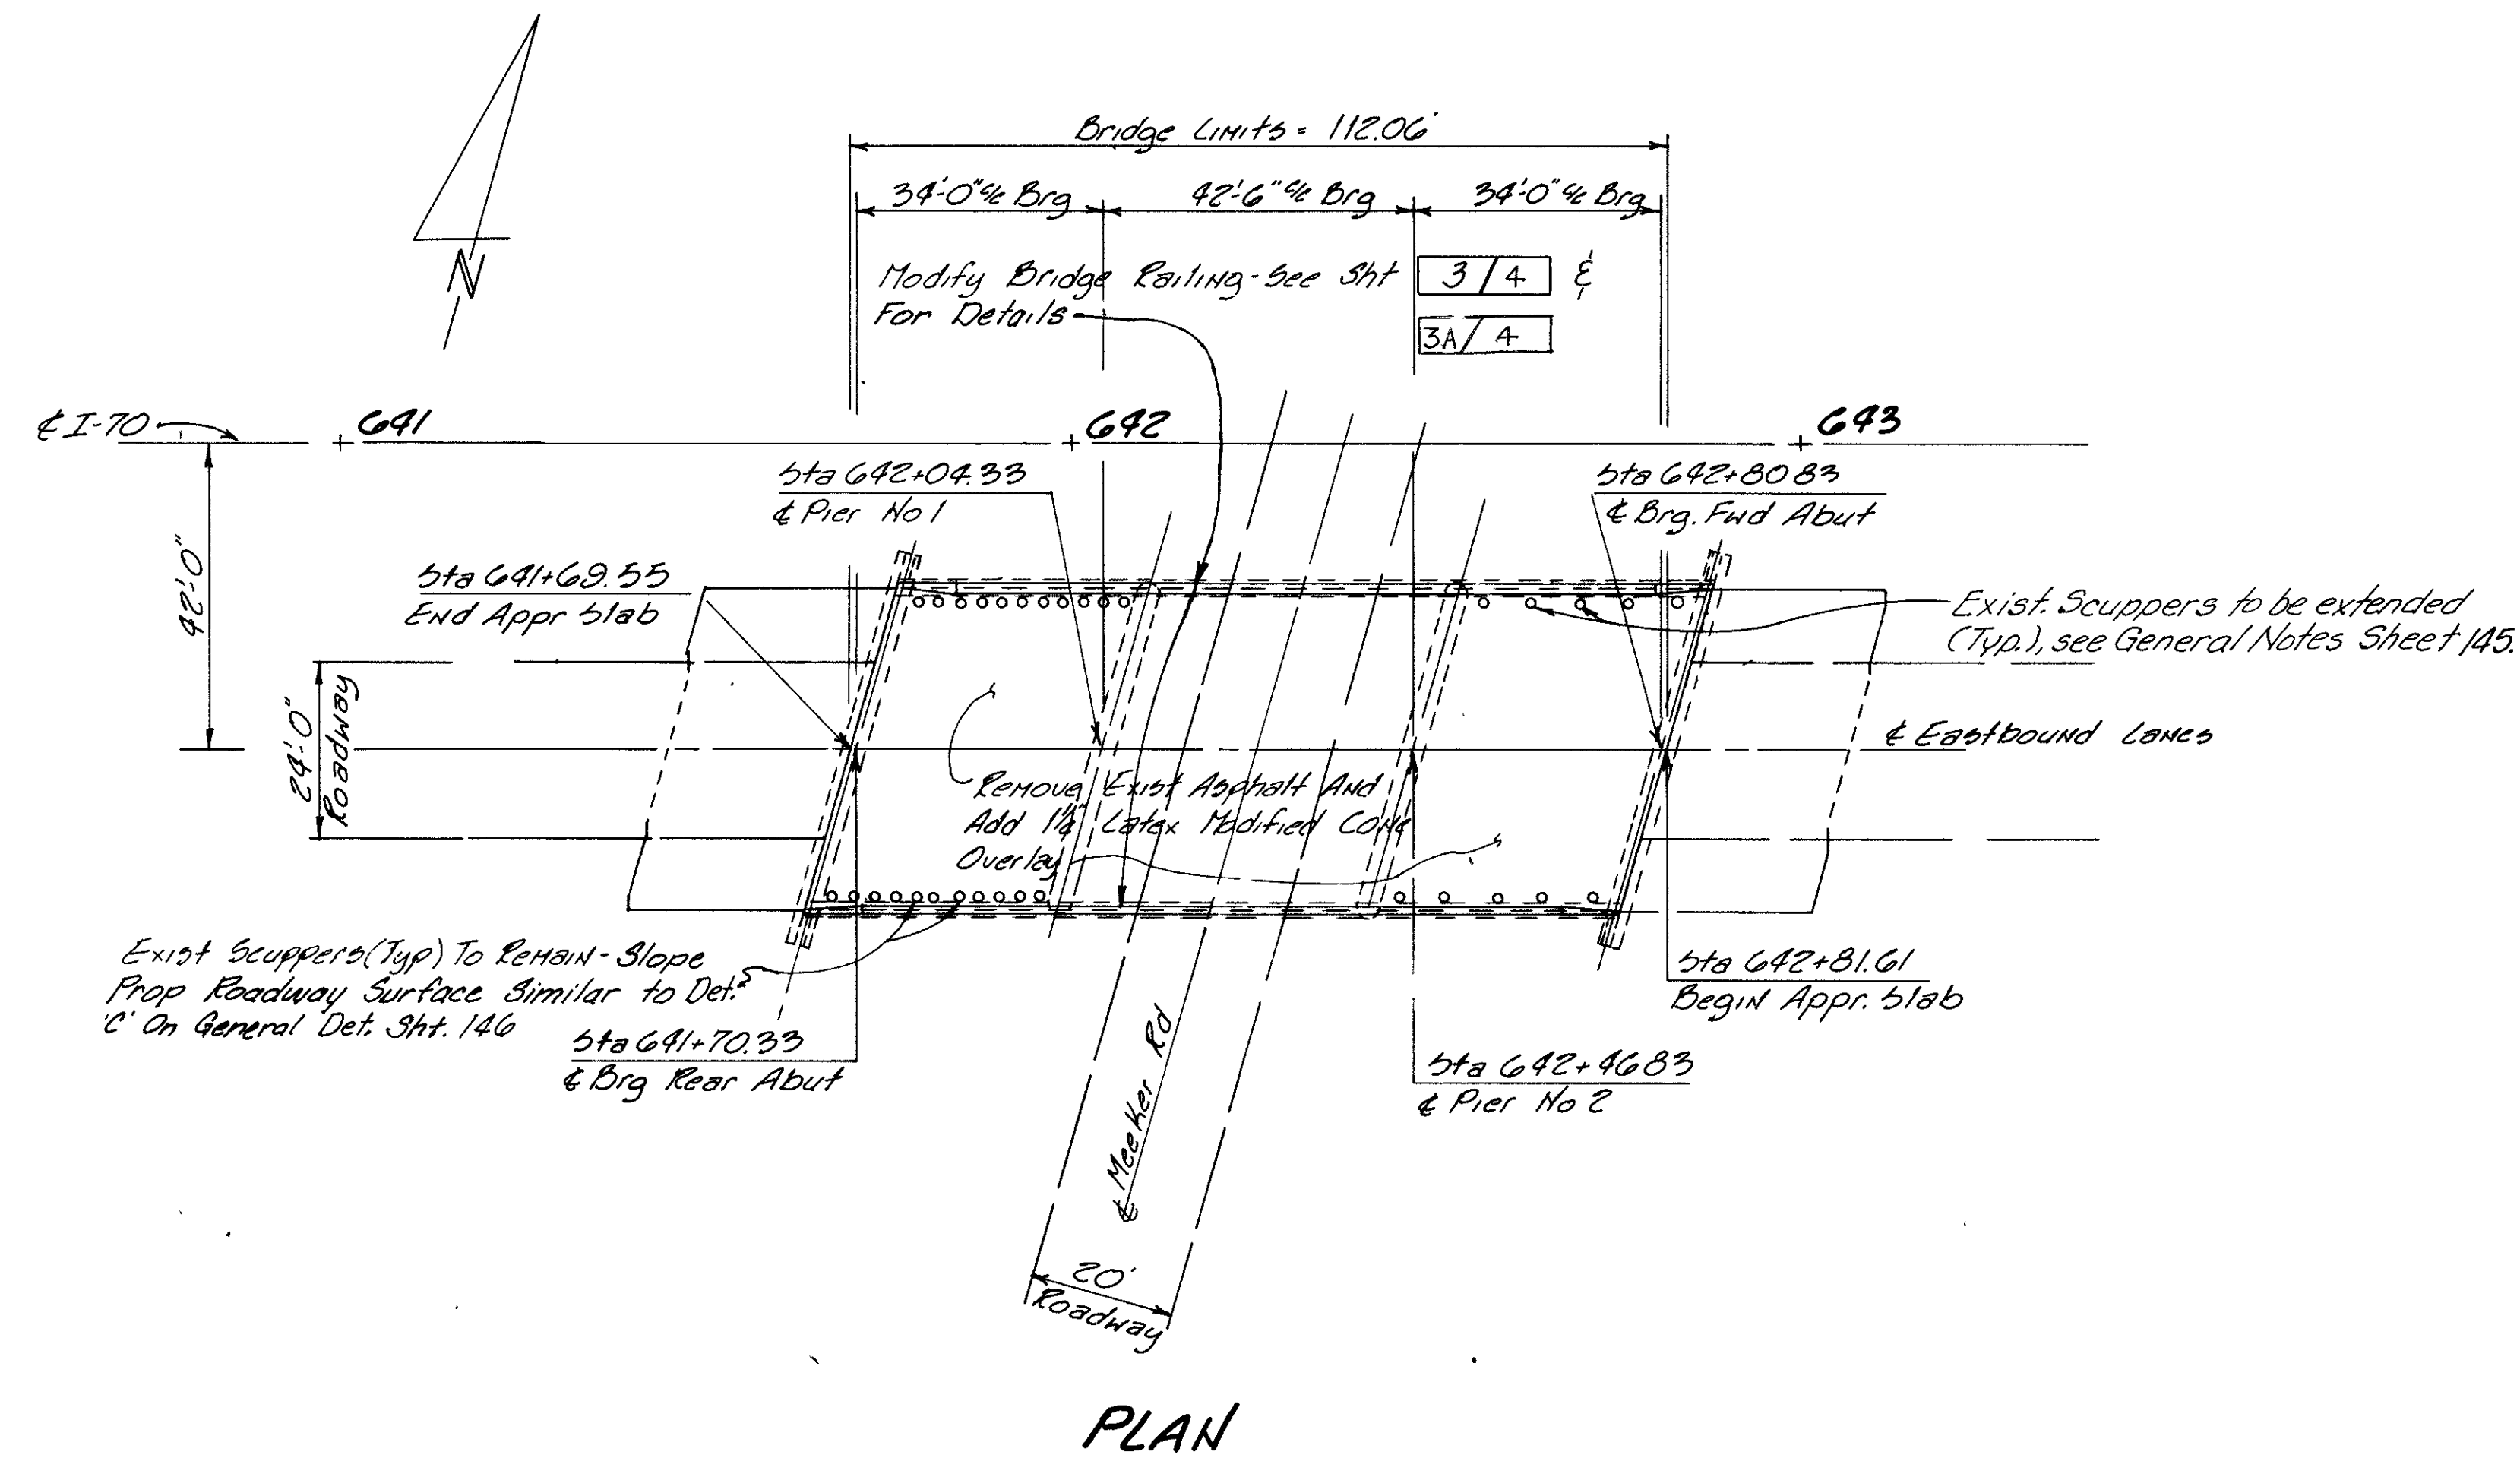 Bridge Limits = 112.06'
34'-0" c/c Brg
42'-6" c/c Brg
34'-0" c/c Brg
N
Modify Bridge Railing - See Sht 3/4 &
For Details
3A/4
℄ I-70
641
642
643
Sta 642+04.33
℄ Pier No 1
Sta 642+80 83
℄ Brg. Fwd Abut
42'-0"
Sta 641+69.55
End Appr Slab
Exist. Scuppers to be extended
(Typ.), see General Notes Sheet 145.
24'-0"
Roadway
℄ Eastbound Lanes
Remove Exist Asphalt And
Add 1¼" Latex Modified Conc
Overlay
Exist Scuppers (Typ) To Remain - Slope
Prop Roadway Surface Similar to Det.
'C' On General Det. Sht. 146
Sta 642+81.61
Begin Appr. Slab
Sta 641+70.33
℄ Brg Rear Abut
℄ Meeker Rd
Sta 642+46 83
℄ Pier No 2
20'
Roadway
PLAN